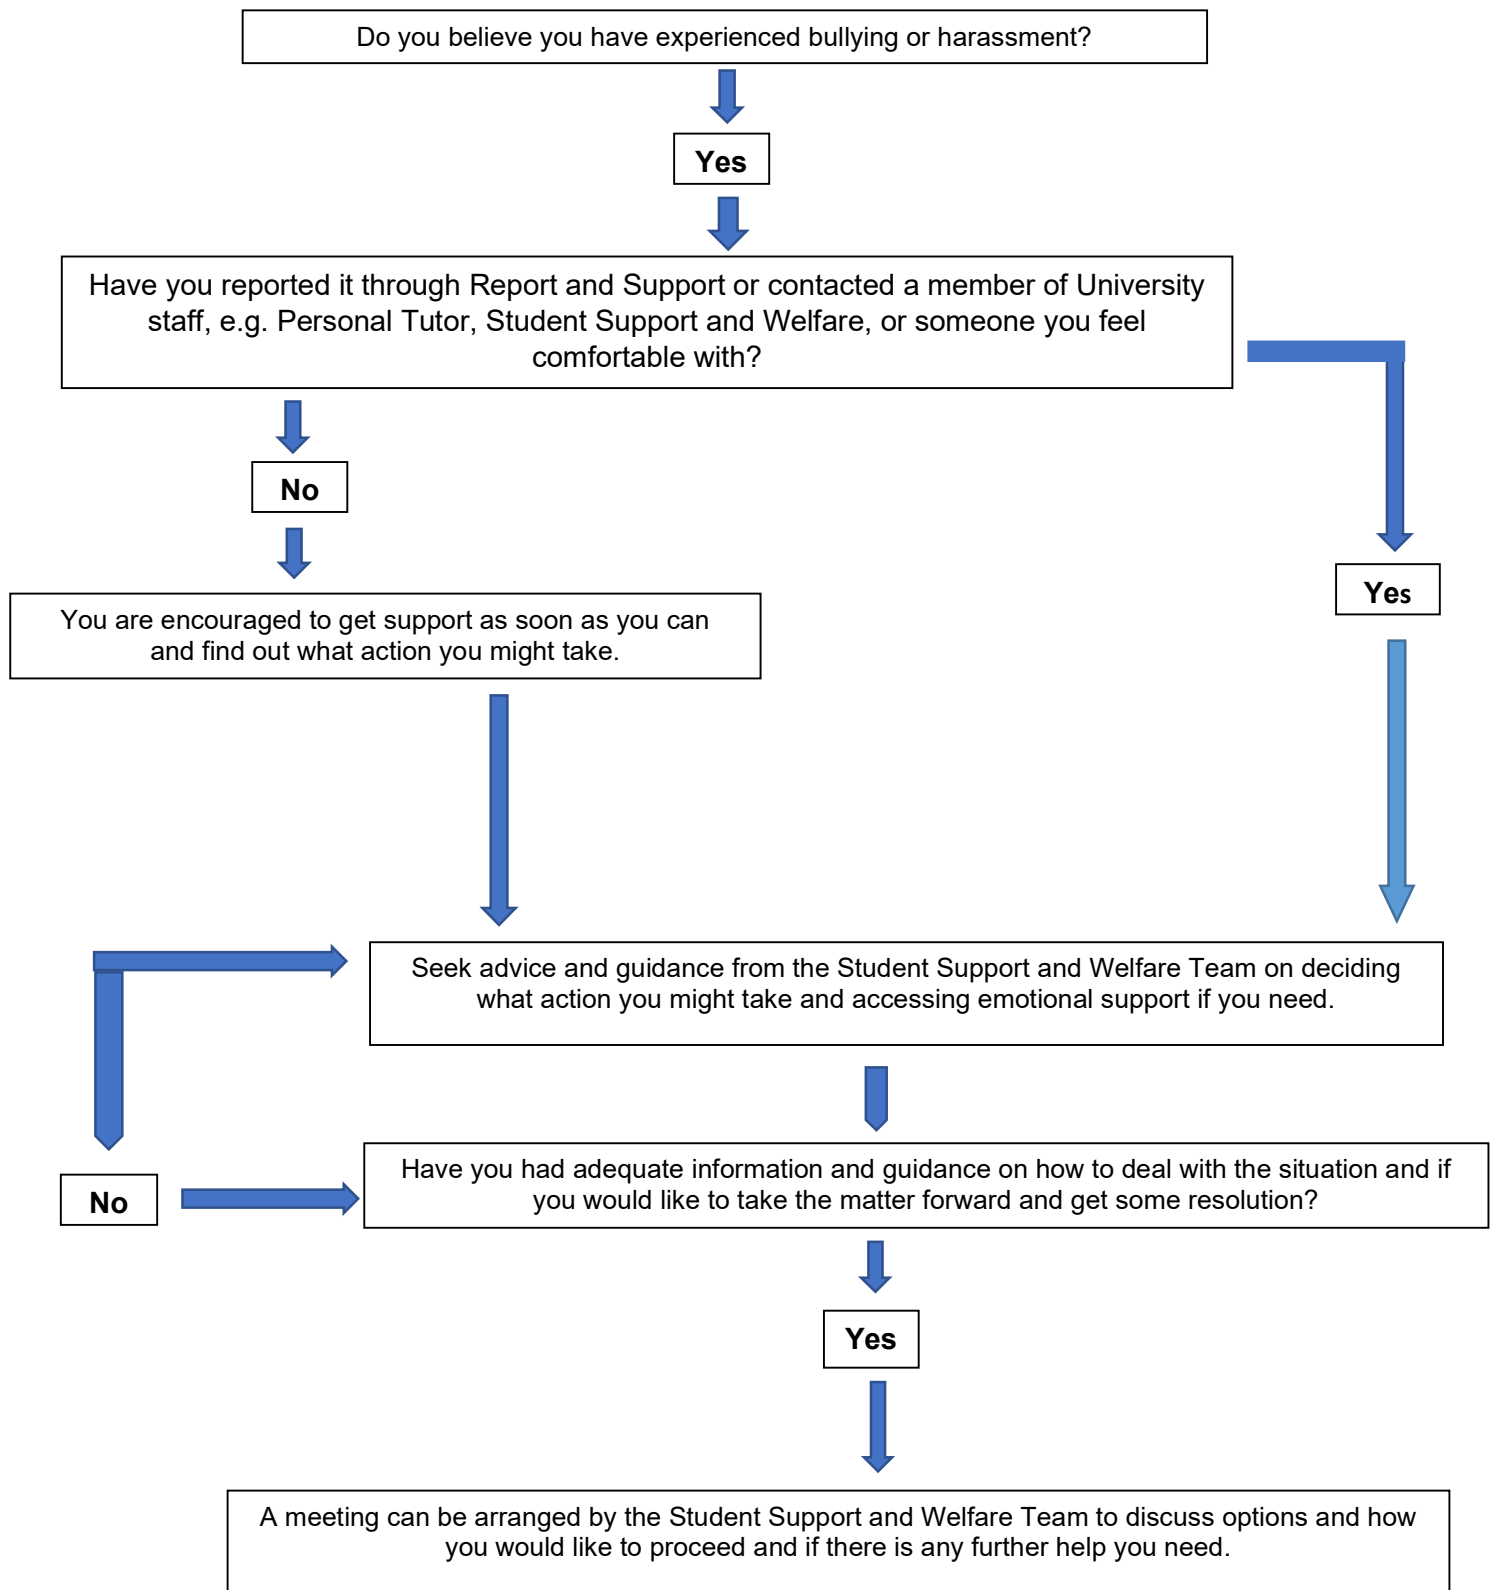 Do you believe you have experienced bullying or harassment?
Yes
Have you reported it through Report and Support or contacted a member of University
staff, e.g. Personal Tutor, Student Support and Welfare, or someone you feel
comfortable with?
No
Yes
You are encouraged to get support as soon as you can
and find out what action you might take.
Seek advice and guidance from the Student Support and Welfare Team on deciding
what action you might take and accessing emotional support if you need.
Have you had adequate information and guidance on how to deal with the situation and if
you would like to take the matter forward and get some resolution?
No
Yes
A meeting can be arranged by the Student Support and Welfare Team to discuss options and how
you would like to proceed and if there is any further help you need.